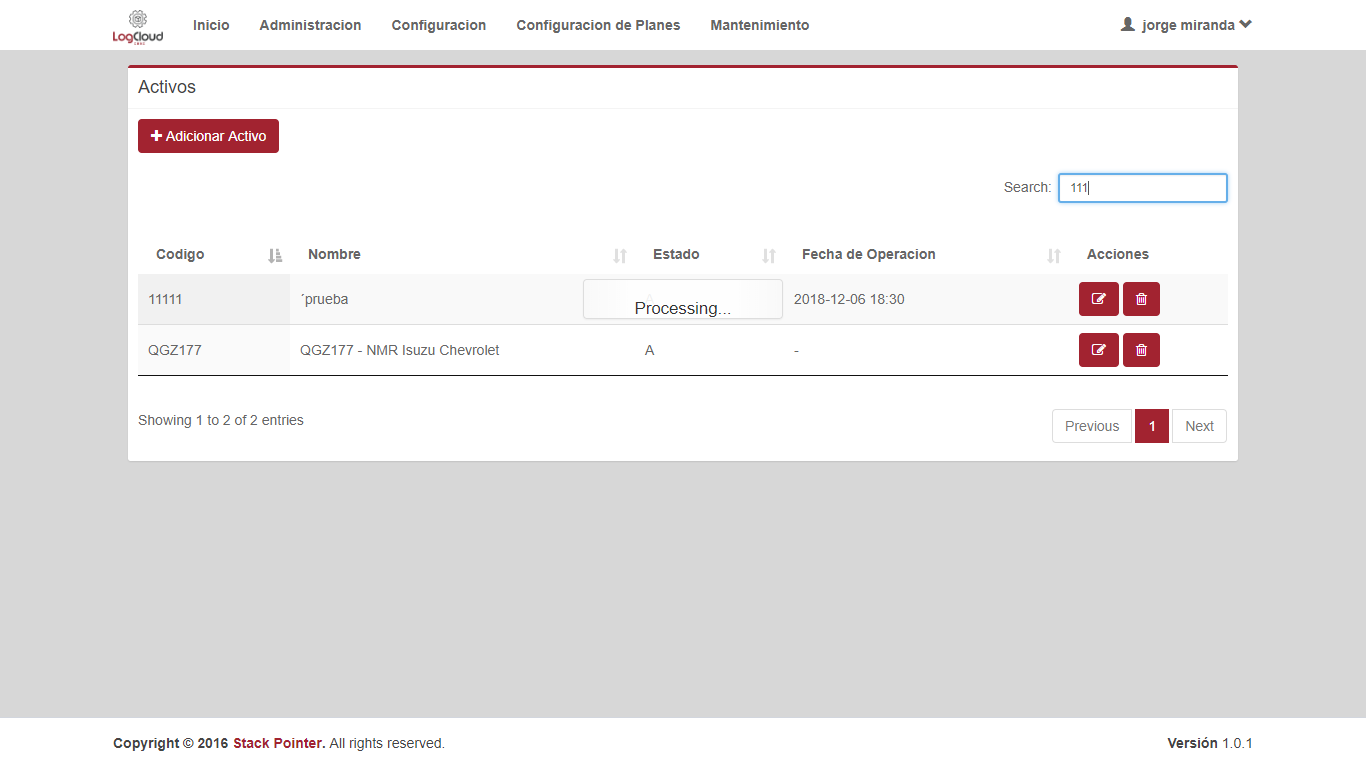 LogCloud
Inicio Administracion Configuracion Configuracion de Planes Mantenimiento jorge miranda
Activos
Adicionar Activo
Search: 111
Codigo Nombre Estado Fecha de Operacion Acciones
11111 ´prueba A 2018-12-06 18:30
Processing...
QGZ177 QGZ177 - NMR Isuzu Chevrolet A -
Showing 1 to 2 of 2 entries
Previous 1 Next
Copyright © 2016 Stack Pointer. All rights reserved. Versión 1.0.1